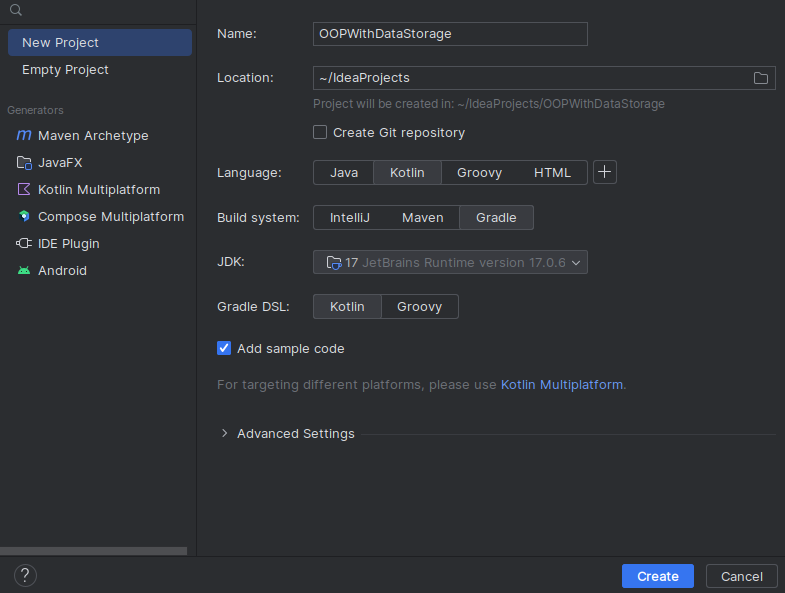 New Project
Empty Project
Generators
Maven Archetype
JavaFX
Kotlin Multiplatform
Compose Multiplatform
IDE Plugin
Android
Name: OOPWithDataStorage
Location: ~/IdeaProjects
Project will be created in: ~/IdeaProjects/OOPWithDataStorage
Create Git repository
Language: Java Kotlin Groovy HTML +
Build system: IntelliJ Maven Gradle
JDK: 17 JetBrains Runtime version 17.0.6
Gradle DSL: Kotlin Groovy
Add sample code
For targeting different platforms, please use Kotlin Multiplatform.
Advanced Settings
? Create Cancel